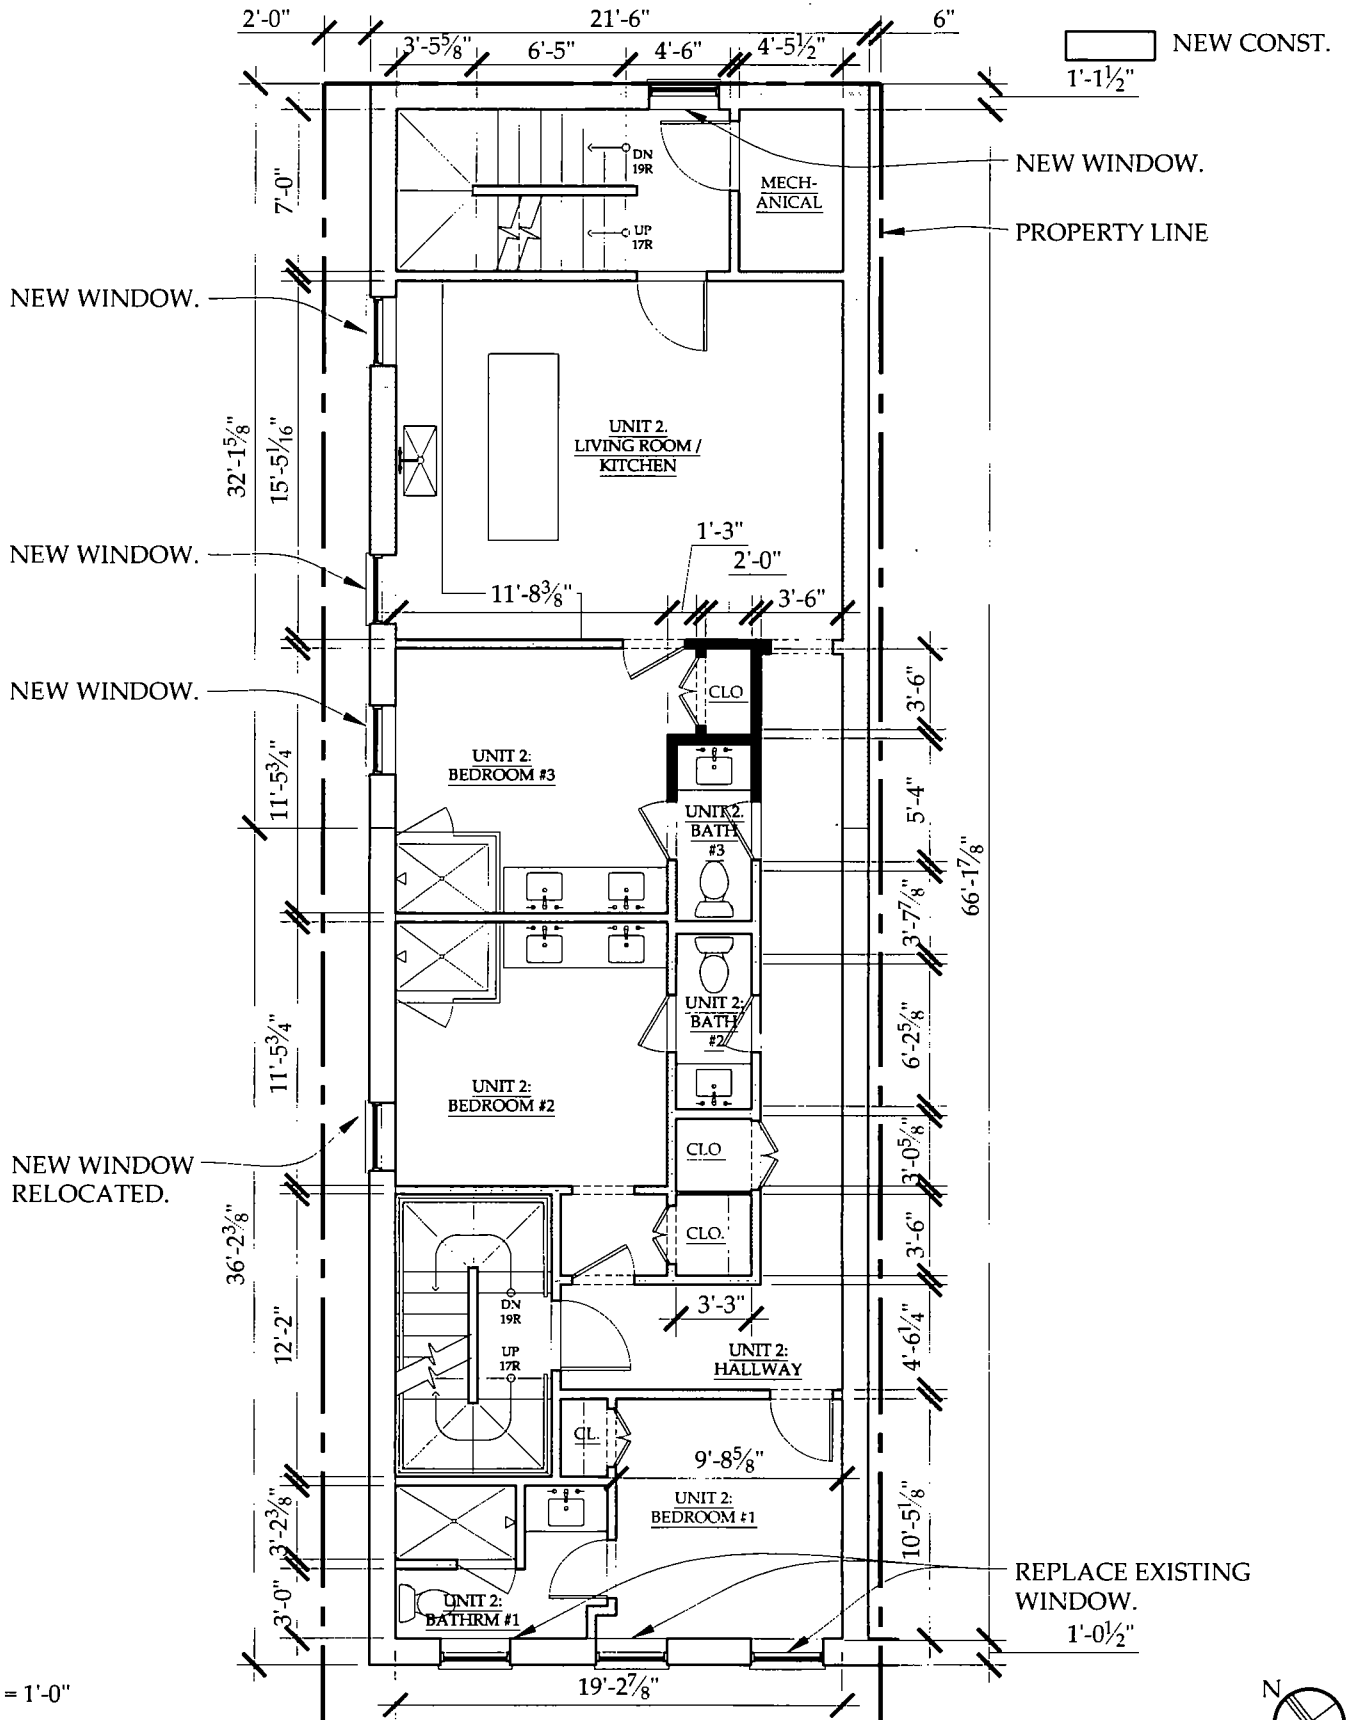 2'-0"
21'-6"
6"
3'-5⅝"
6'-5"
4'-6"
4'-5½"
NEW CONST.
1'-1½"
NEW WINDOW.
PROPERTY LINE
7'-0"
DN
19R
UP
17R
MECH-
ANICAL
NEW WINDOW.
32'-1⅝"
15'-5 1/16"
UNIT 2.
LIVING ROOM /
KITCHEN
1'-3"
2'-0"
NEW WINDOW.
11'-8⅜"
3'-6"
NEW WINDOW.
CLO
3'-6"
11'-5¾"
UNIT 2:
BEDROOM #3
UNIT 2.
BATH
#3
5'-4"
66'-1⅞"
3'-7⅞"
11'-5¾"
UNIT 2:
BATH
#2
6'-2⅝"
UNIT 2:
BEDROOM #2
CLO
3'-0⅝"
NEW WINDOW
RELOCATED.
36'-2⅜"
CLO.
3'-6"
12'-2"
DN
19R
UP
17R
3'-3"
UNIT 2:
HALLWAY
4'-6¼"
CL.
9'-8⅝"
UNIT 2:
BEDROOM #1
10'-5⅛"
3'-2⅜"
3'-0"
UNIT 2:
BATHRM #1
REPLACE EXISTING
WINDOW.
1'-0½"
19'-2⅞"
= 1'-0"
N